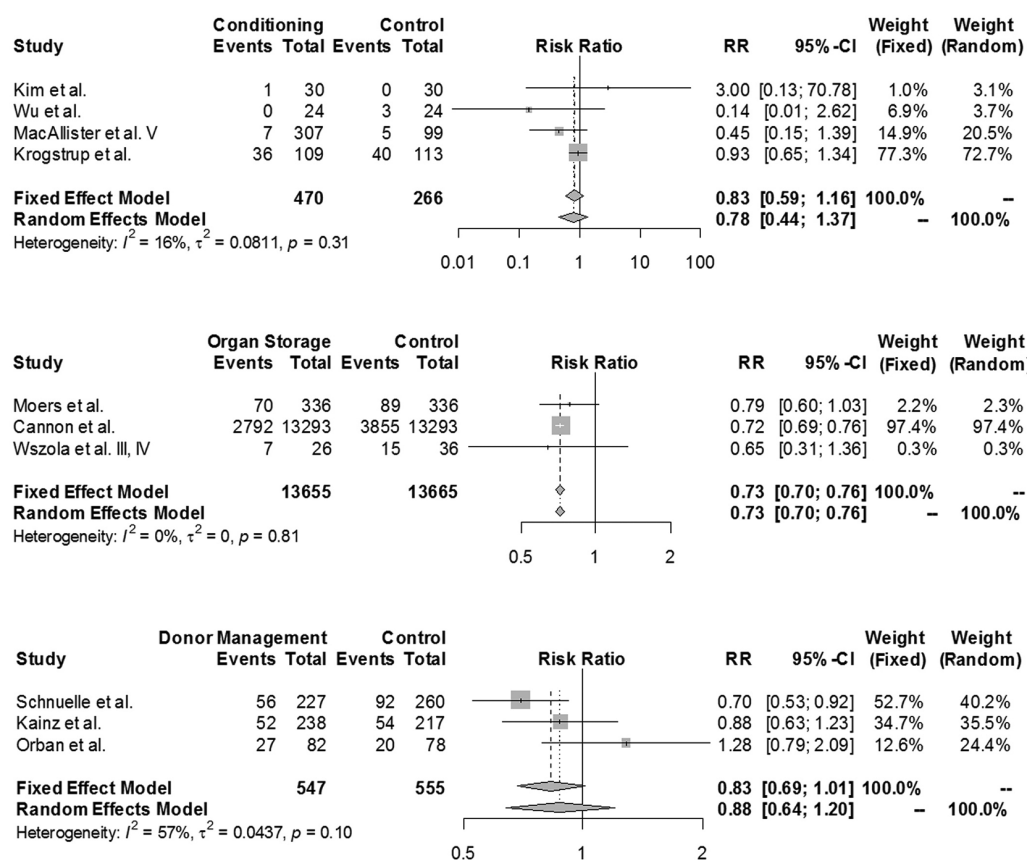 Conditioning Control Weight Weight
Study Events Total Events Total Risk Ratio RR 95% -CI (Fixed) (Random)
Kim et al. 1 30 0 30 3.00 [0.13; 70.78] 1.0% 3.1%
Wu et al. 0 24 3 24 0.14 [0.01; 2.62] 6.9% 3.7%
MacAllister et al. V 7 307 5 99 0.45 [0.15; 1.39] 14.9% 20.5%
Krogstrup et al. 36 109 40 113 0.93 [0.65; 1.34] 77.3% 72.7%
Fixed Effect Model 470 266 0.83 [0.59; 1.16] 100.0% --
Random Effects Model 0.78 [0.44; 1.37] -- 100.0%
Heterogeneity: I² = 16%, τ² = 0.0811, p = 0.31
0.01 0.1 1 10 100
Organ Storage Control Weight Weight
Study Events Total Events Total Risk Ratio RR 95% -CI (Fixed) (Random)
Moers et al. 70 336 89 336 0.79 [0.60; 1.03] 2.2% 2.3%
Cannon et al. 2792 13293 3855 13293 0.72 [0.69; 0.76] 97.4% 97.4%
Wszola et al. III, IV 7 26 15 36 0.65 [0.31; 1.36] 0.3% 0.3%
Fixed Effect Model 13655 13665 0.73 [0.70; 0.76] 100.0% --
Random Effects Model 0.73 [0.70; 0.76] -- 100.0%
Heterogeneity: I² = 0%, τ² = 0, p = 0.81
0.5 1 2
Donor Management Control Weight Weight
Study Events Total Events Total Risk Ratio RR 95% -CI (Fixed) (Random)
Schnuelle et al. 56 227 92 260 0.70 [0.53; 0.92] 52.7% 40.2%
Kainz et al. 52 238 54 217 0.88 [0.63; 1.23] 34.7% 35.5%
Orban et al. 27 82 20 78 1.28 [0.79; 2.09] 12.6% 24.4%
Fixed Effect Model 547 555 0.83 [0.69; 1.01] 100.0% --
Random Effects Model 0.88 [0.64; 1.20] -- 100.0%
Heterogeneity: I² = 57%, τ² = 0.0437, p = 0.10
0.5 1 2